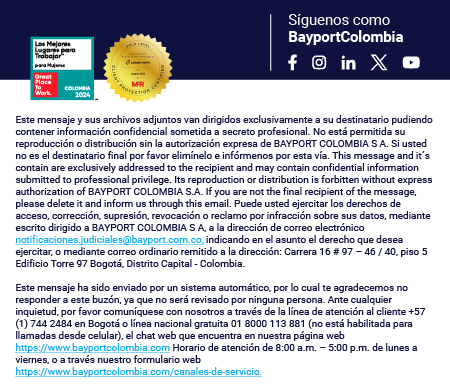 Síguenos como
BayportColombia
Los Mejores
Lugares para
Trabajar™
para Mujeres
Great
Place
To
Work.
COLOMBIA
2024
GOLD LEVEL
MFR
CLIENT PROTECTION CERTIFIED
Este mensaje y sus archivos adjuntos van dirigidos exclusivamente a su destinatario pudiendo
contener información confidencial sometida a secreto profesional. No está permitida su
reproducción o distribución sin la autorización expresa de BAYPORT COLOMBIA S A. Si usted
no es el destinatario final por favor elimínelo e infórmenos por esta vía. This message and it´s
contain are exclusively addressed to the recipient and may contain confidential information
submitted to professional privilege. Its reproduction or distribution is forbitten without express
authorization of BAYPORT COLOMBIA S.A. If you are not the final recipient of the message,
please delete it and inform us through this email. Puede usted ejercitar los derechos de
acceso, corrección, supresión, revocación o reclamo por infracción sobre sus datos, mediante
escrito dirigido a BAYPORT COLOMBIA S A, a la dirección de correo electrónico
notificaciones.judiciales@bayport.com.co, indicando en el asunto el derecho que desea
ejercitar, o mediante correo ordinario remitido a la dirección: Carrera 16 # 97 – 46 / 40, piso 5
Edificio Torre 97 Bogotá, Distrito Capital - Colombia.
Este mensaje ha sido enviado por un sistema automático, por lo cual te agradecemos no
responder a este buzón, ya que no será revisado por ninguna persona. Ante cualquier
inquietud, por favor comuníquese con nosotros a través de la línea de atención al cliente +57
(1) 744 2484 en Bogotá o línea nacional gratuita 01 8000 113 881 (no está habilitada para
llamadas desde celular), el chat web que encuentra en nuestra página web
https://www.bayportcolombia.com Horario de atención de 8:00 a.m. – 5:00 p.m. de lunes a
viernes, o a través nuestro formulario web
https://www.bayportcolombia.com/canales-de-servicio.